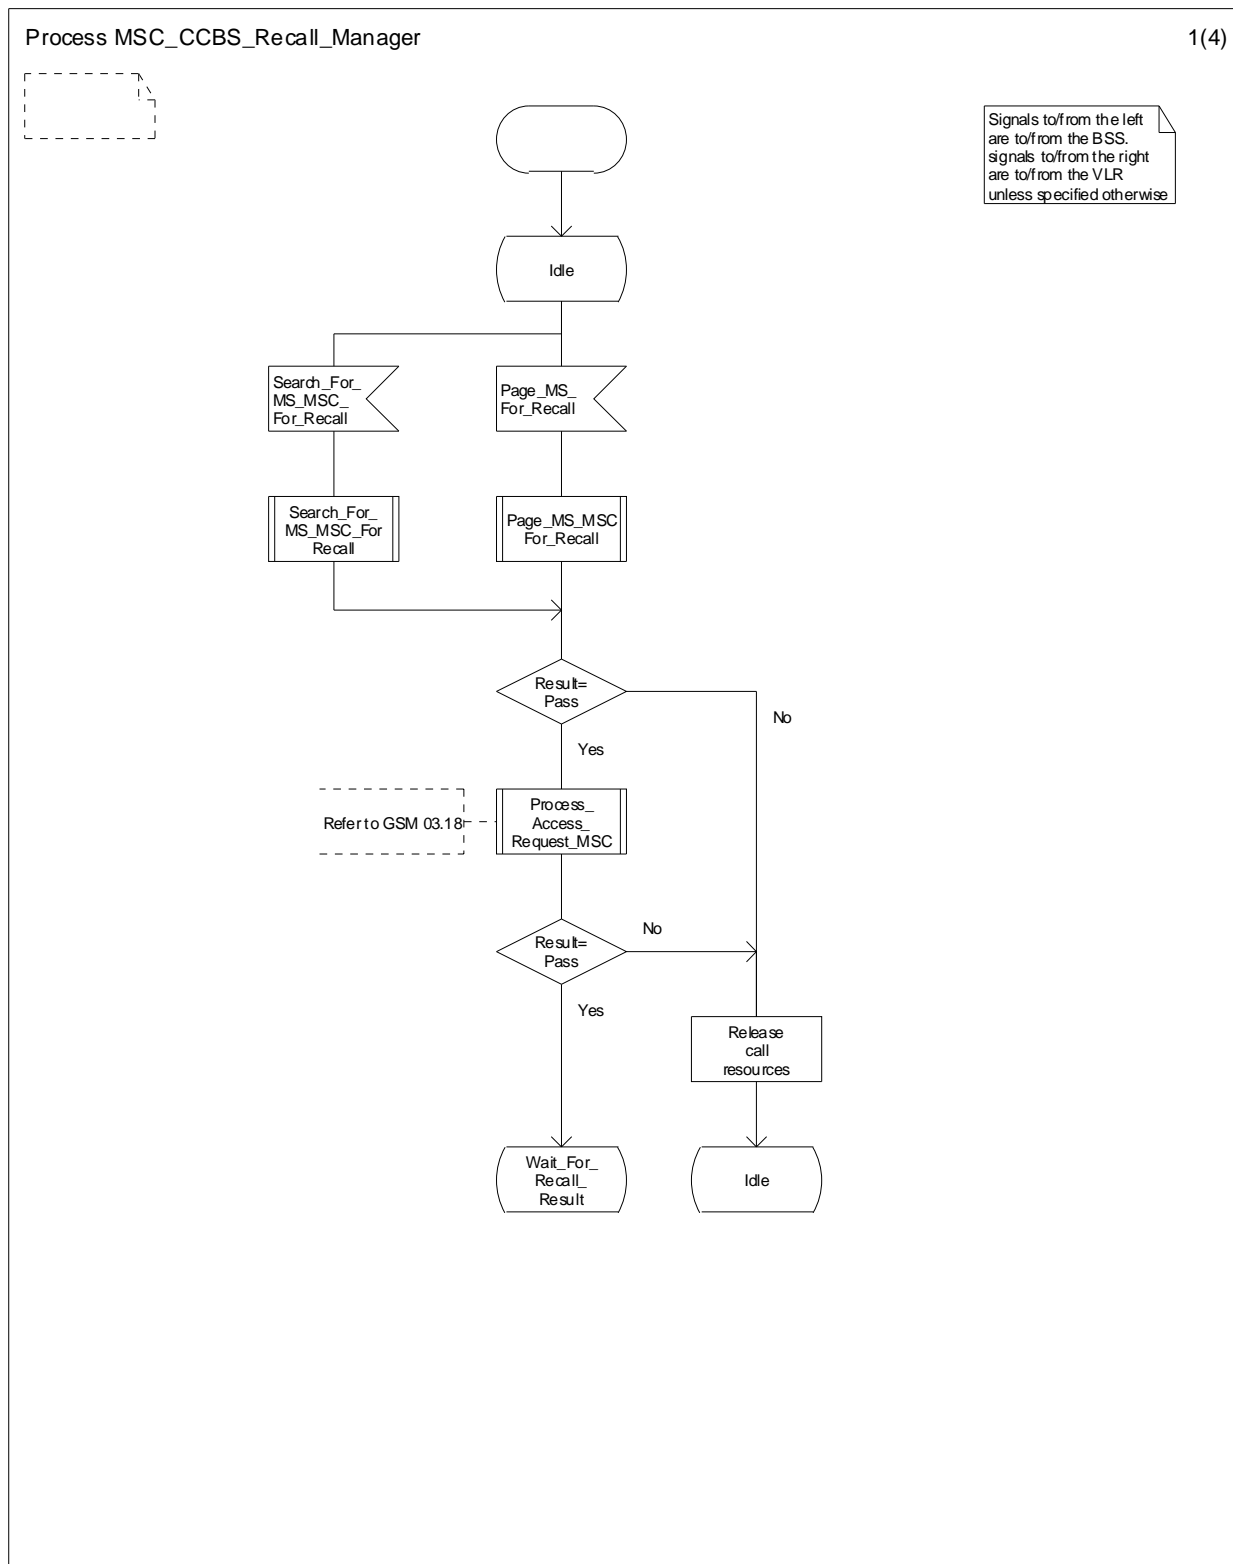 Process MSC_CCBS_Recall_Manager
1(4)
Signals to/from the left
are to/from the BSS.
signals to/from the right
are to/from the VLR
unless specified otherwise
Idle
Search_For_
MS_MSC_
For_Recall
Page_MS_
For_Recall
Search_For_
MS_MSC_For
Recall
Page_MS_MSC
For_Recall
Result=
Pass
No
Yes
Refer to GSM 03.18
Process_
Access_
Request_MSC
Result=
Pass
No
Yes
Release
call
resources
Wait_For_
Recall_
Result
Idle